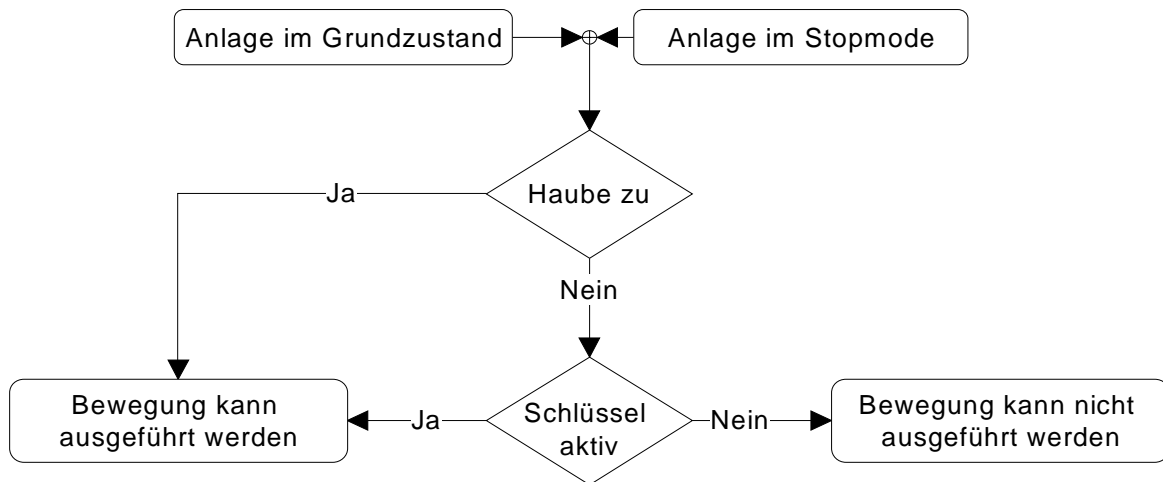 Anlage im Grundzustand
Anlage im Stopmode
Haube zu
Ja
Nein
Bewegung kann
ausgeführt werden
Ja
Schlüssel
aktiv
Nein
Bewegung kann nicht
ausgeführt werden